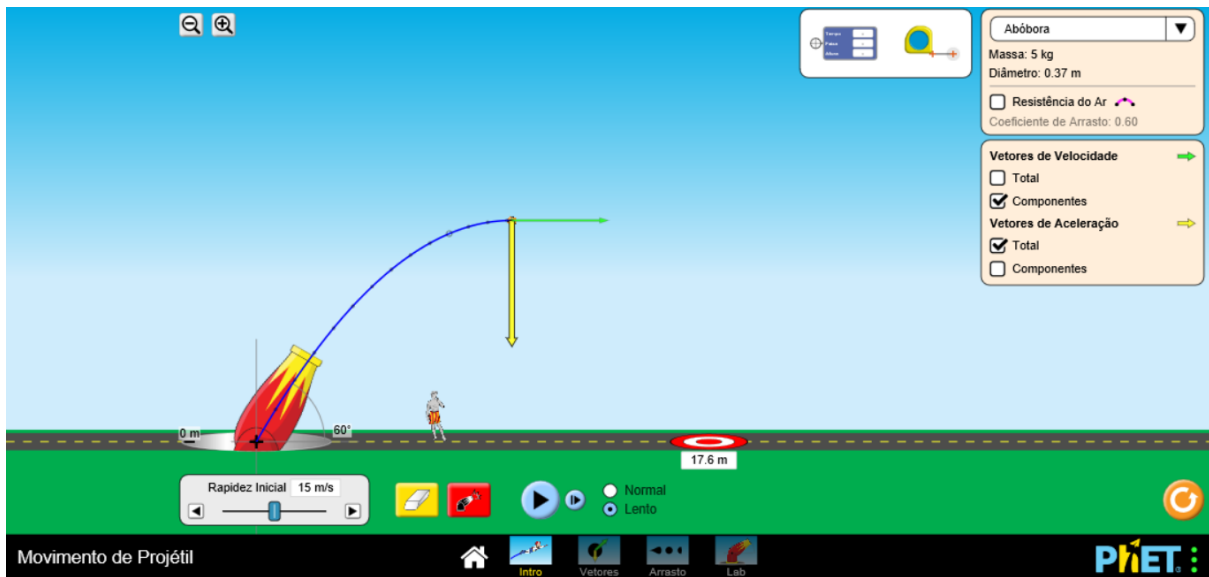 Abóbora
Massa: 5 kg
Diâmetro: 0.37 m
Resistência do Ar
Coeficiente de Arrasto: 0.60
Vetores de Velocidade
Total
Componentes
Vetores de Aceleração
Total
Componentes
0 m
60°
17.6 m
Rapidez Inicial 15 m/s
Normal
Lento
Movimento de Projétil
Intro
Vetores
Arrasto
Lab
PhET